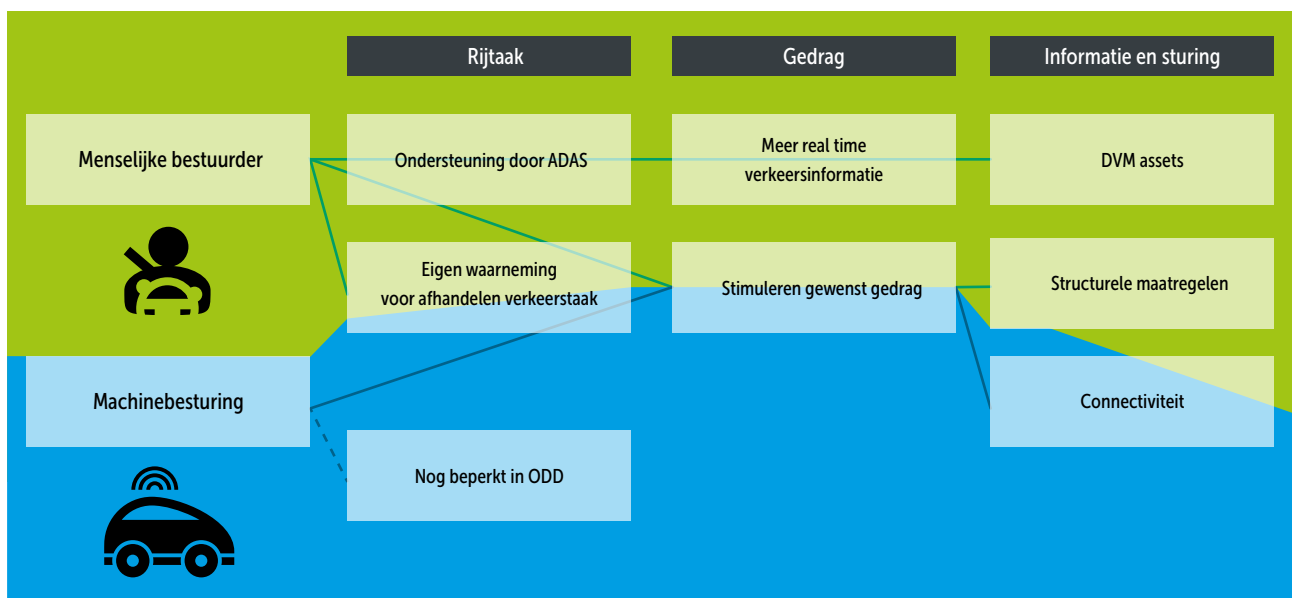 Rijtaak
Gedrag
Informatie en sturing
Menselijke bestuurder
Ondersteuning door ADAS
Meer real time
verkeersinformatie
DVM assets
Eigen waarneming
voor afhandelen verkeerstaak
Stimuleren gewenst gedrag
Structurele maatregelen
Machinebesturing
Connectiviteit
Nog beperkt in ODD